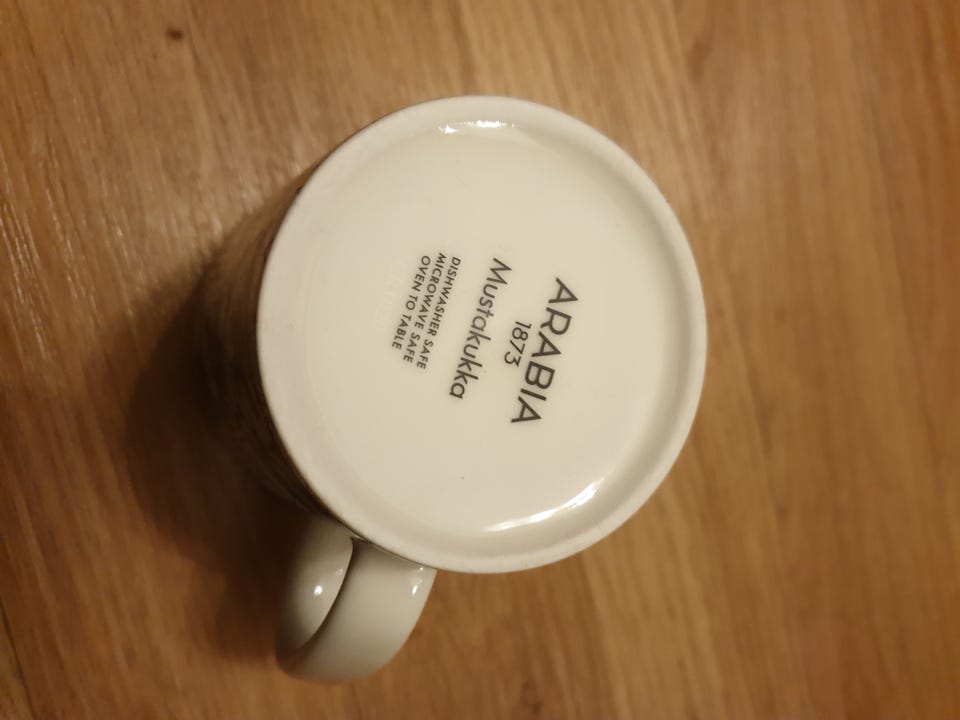 ARABIA
1873
Mustakukka
DISHWASHER SAFE
MICROWAVE SAFE
OVEN TO TABLE